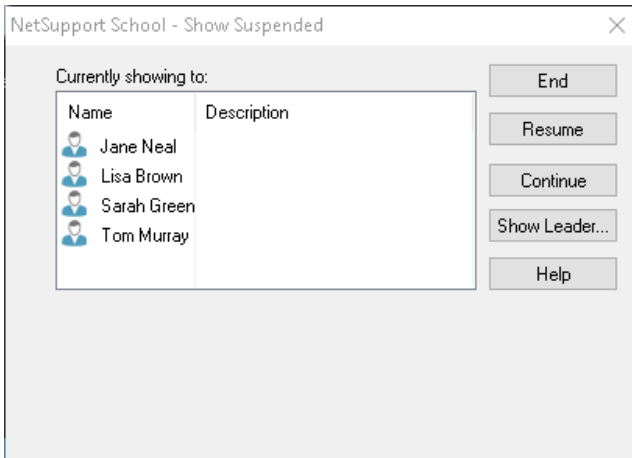 NetSupport School - Show Suspended
Currently showing to:
Name Description
Jane Neal
Lisa Brown
Sarah Green
Tom Murray
End
Resume
Continue
Show Leader...
Help